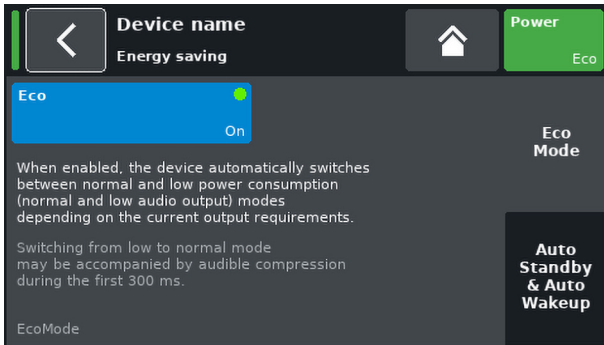 Device name
Energy saving
Power
Eco
Eco
On
When enabled, the device automatically switches
between normal and low power consumption
(normal and low audio output) modes
depending on the current output requirements.
Switching from low to normal mode
may be accompanied by audible compression
during the first 300 ms.
EcoMode
Eco
Mode
Auto
Standby
& Auto
Wakeup